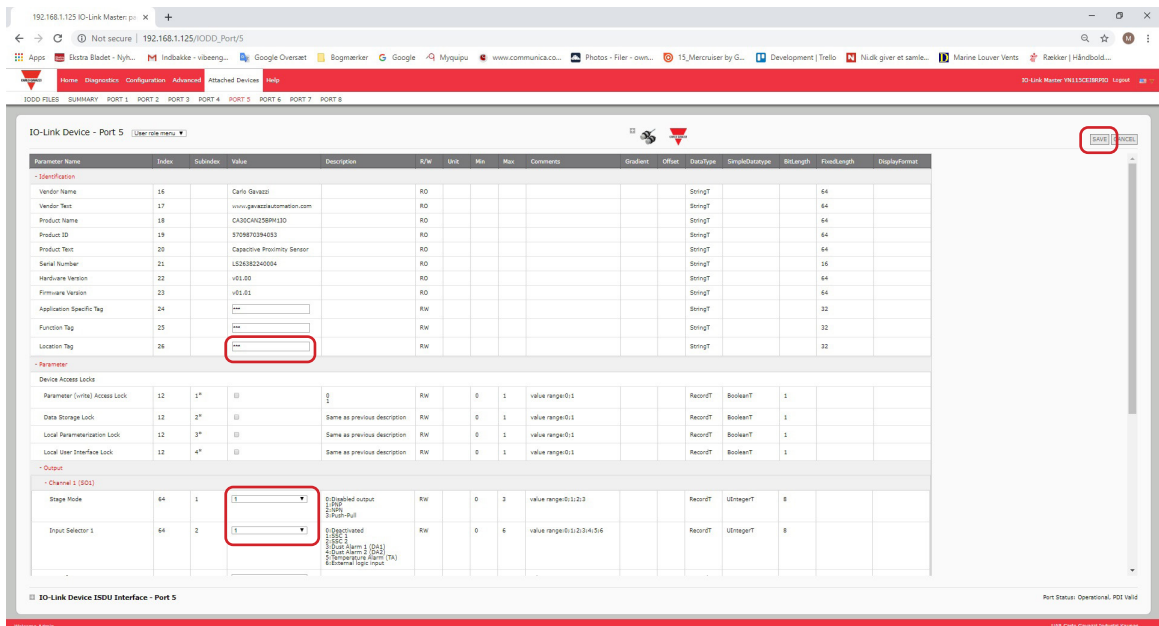 192.168.1.125 IO-Link Master: po × +
Not secure | 192.168.1.125/IODD_Port/5
Apps Ekstra Bladet - Nyh... Indbakke - vibeeng... Google Oversæt Bogmærker Google Myquipu www.communica.co... Photos - Filer - own... 15_Mercruiser by G... Development | Trello Ni.dk giver et samle... Marine Louver Vents Rækker | Håndbold....
Home Diagnostics Configuration Advanced Attached Devices Help IO-Link Master YN115CEI8RPIO Logout
IODD FILES SUMMARY PORT 1 PORT 2 PORT 3 PORT 4 PORT 5 PORT 6 PORT 7 PORT 8
IO-Link Device - Port 5 User role menu ▼ SAVE CANCEL
Parameter Name Index Subindex Value Description R/W Unit Min Max Comments Gradient Offset DataType SimpleDatatype BitLength FixedLength DisplayFormat
- Identification
Vendor Name 16 Carlo Gavazzi RO StringT 64
Vendor Text 17 www.gavazziautomation.com RO StringT 64
Product Name 18 CA30CAN25BPM1IO RO StringT 64
Product ID 19 5709870394053 RO StringT 64
Product Text 20 Capacitive Proximity Sensor RO StringT 64
Serial Number 21 LS26382240004 RO StringT 16
Hardware Version 22 v01.00 RO StringT 64
Firmware Version 23 v01.01 RO StringT 64
Application Specific Tag 24 *** RW StringT 32
Function Tag 25 *** RW StringT 32
Location Tag 26 *** RW StringT 32
- Parameter
Device Access Locks
Parameter (write) Access Lock 12 1* 0 RW 0 1 value range:0;1 RecordT BooleanT 1
1
Data Storage Lock 12 2* Same as previous description RW 0 1 value range:0;1 RecordT BooleanT 1
Local Parameterization Lock 12 3* Same as previous description RW 0 1 value range:0;1 RecordT BooleanT 1
Local User Interface Lock 12 4* Same as previous description RW 0 1 value range:0;1 RecordT BooleanT 1
- Output
- Channel 1 (SO1)
Stage Mode 64 1 1 ▼ 0:Disabled output RW 0 3 value range:0;1;2;3 RecordT UIntegerT 8
1:PNP
2:NPN
3:Push-Pull
Input Selector 1 64 2 1 ▼ 0:Deactivated RW 0 6 value range:0;1;2;3;4;5;6 RecordT UIntegerT 8
1:SSC 1
2:SSC 2
3:Dust Alarm 1 (DA1)
4:Dust Alarm 2 (DA2)
5:Temperature Alarm (TA)
6:External logic input
IO-Link Device ISDU Interface - Port 5 Port Status: Operational, PDI Valid